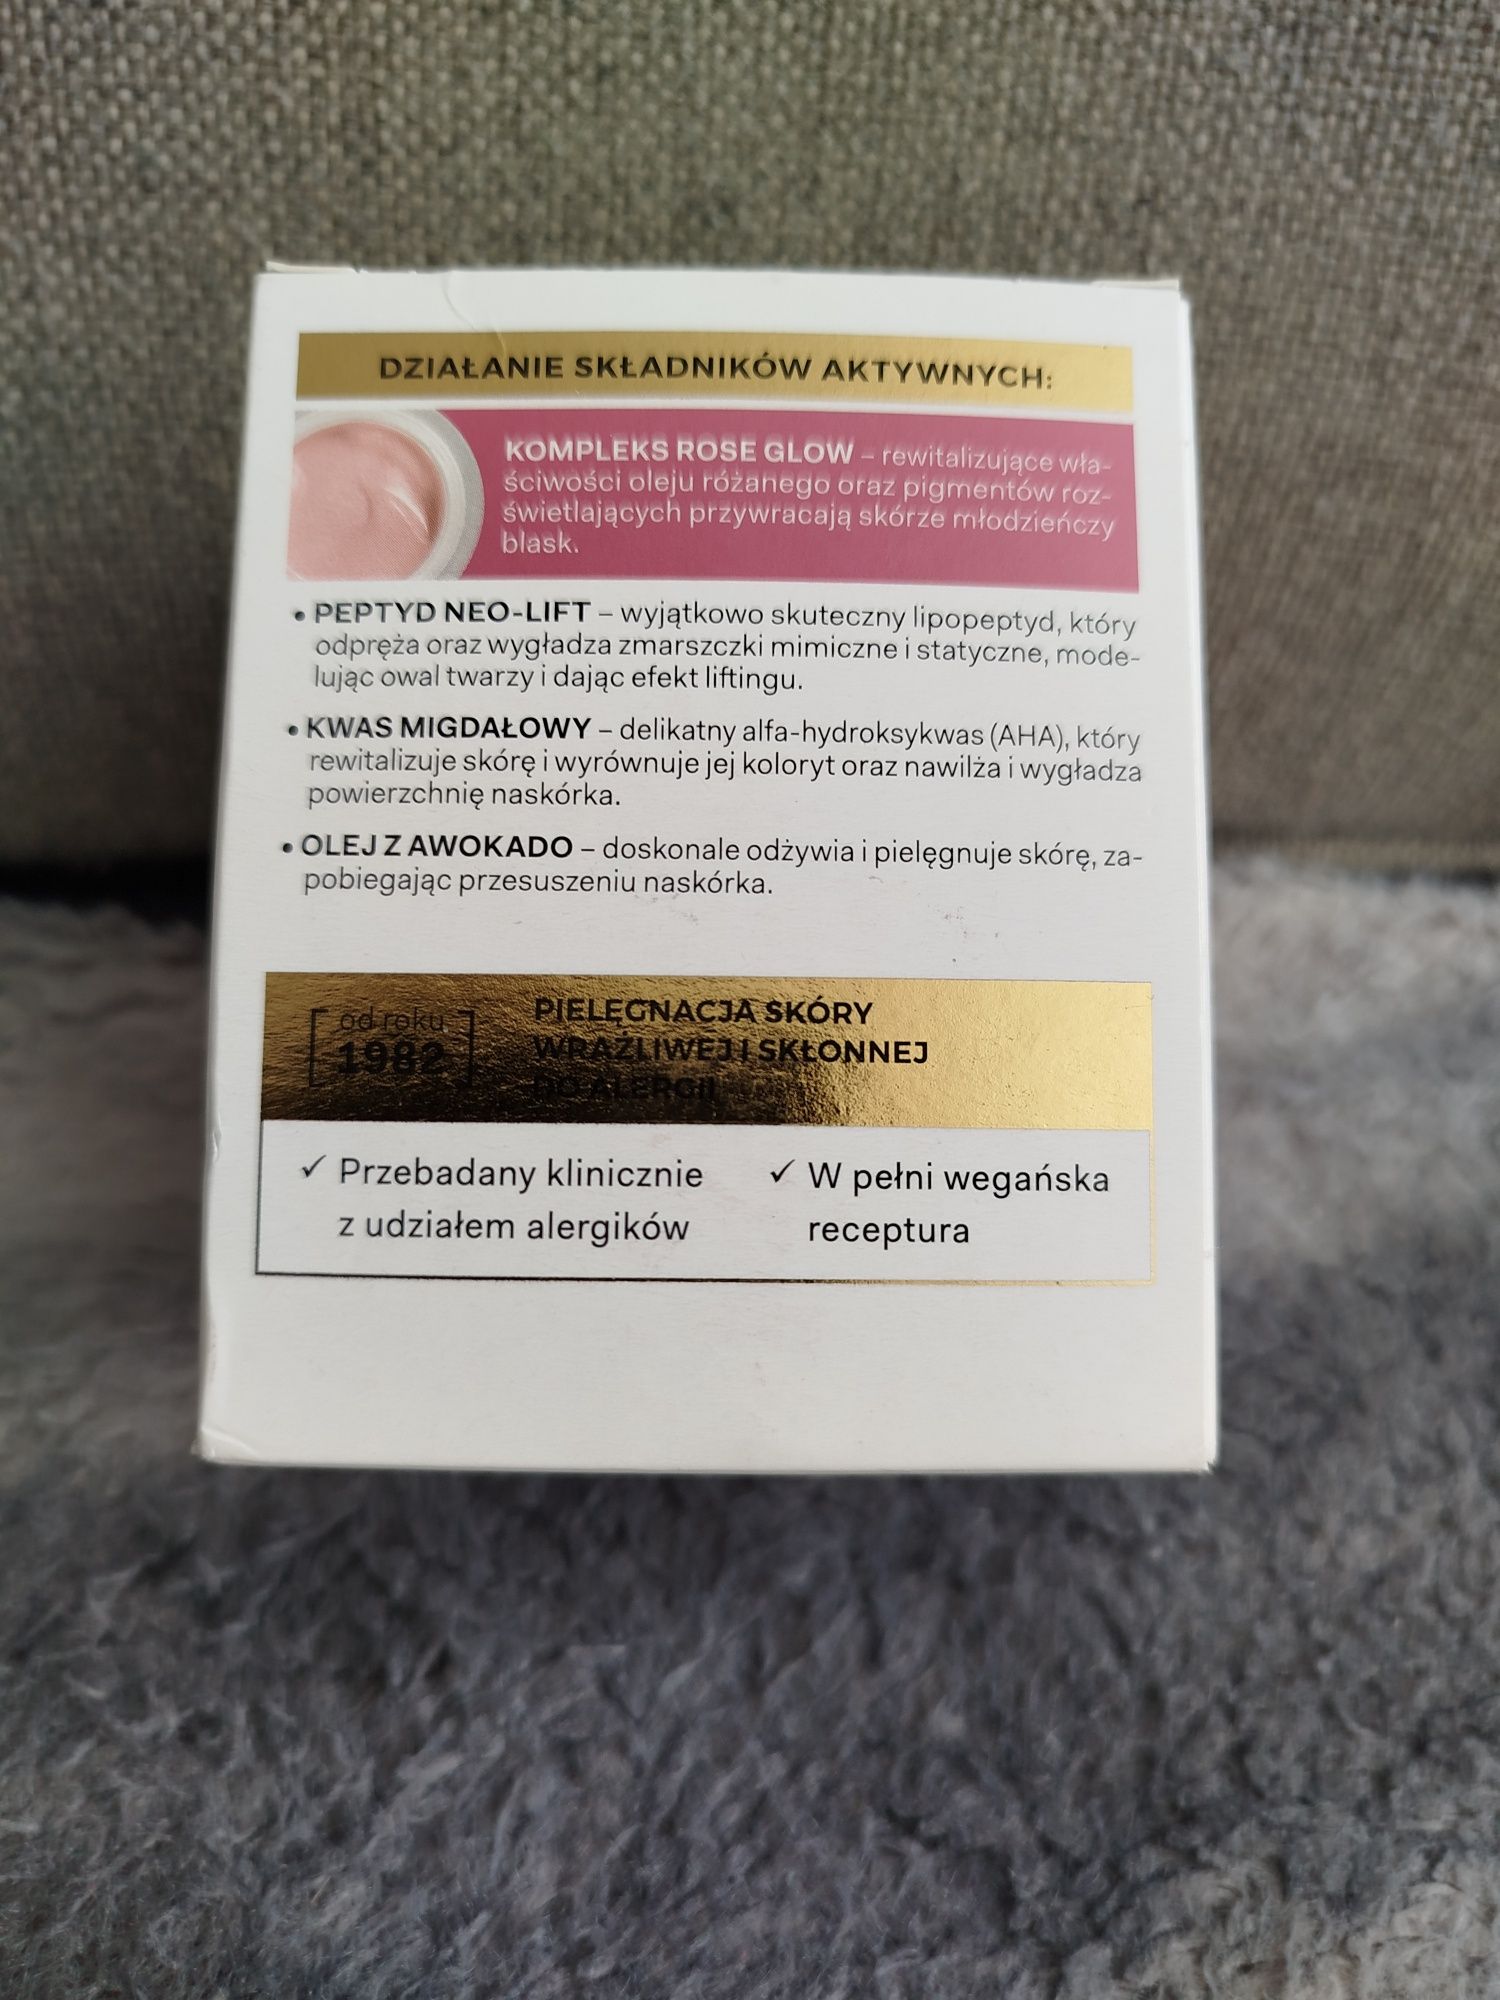 DZIAŁANIE SKŁADNIKÓW AKTYWNYCH:
KOMPLEKS ROSE GLOW – rewitalizujące wła-
ściwości oleju różanego oraz pigmentów roz-
świetlających przywracają skórze młodzieńczy
blask.
• PEPTYD NEO-LIFT – wyjątkowo skuteczny lipopeptyd, który
odpręża oraz wygładza zmarszczki mimiczne i statyczne, mode-
lując owal twarzy i dając efekt liftingu.
• KWAS MIGDAŁOWY – delikatny alfa-hydroksykwas (AHA), który
rewitalizuje skórę i wyrównuje jej koloryt oraz nawilża i wygładza
powierzchnię naskórka.
• OLEJ Z AWOKADO – doskonale odżywia i pielęgnuje skórę, za-
pobiegając przesuszeniu naskórka.
od roku
1982
PIELĘGNACJA SKÓRY
WRAŻLIWEJ I SKŁONNEJ
DO ALERGII
✓ Przebadany klinicznie
z udziałem alergików
✓ W pełni wegańska
receptura